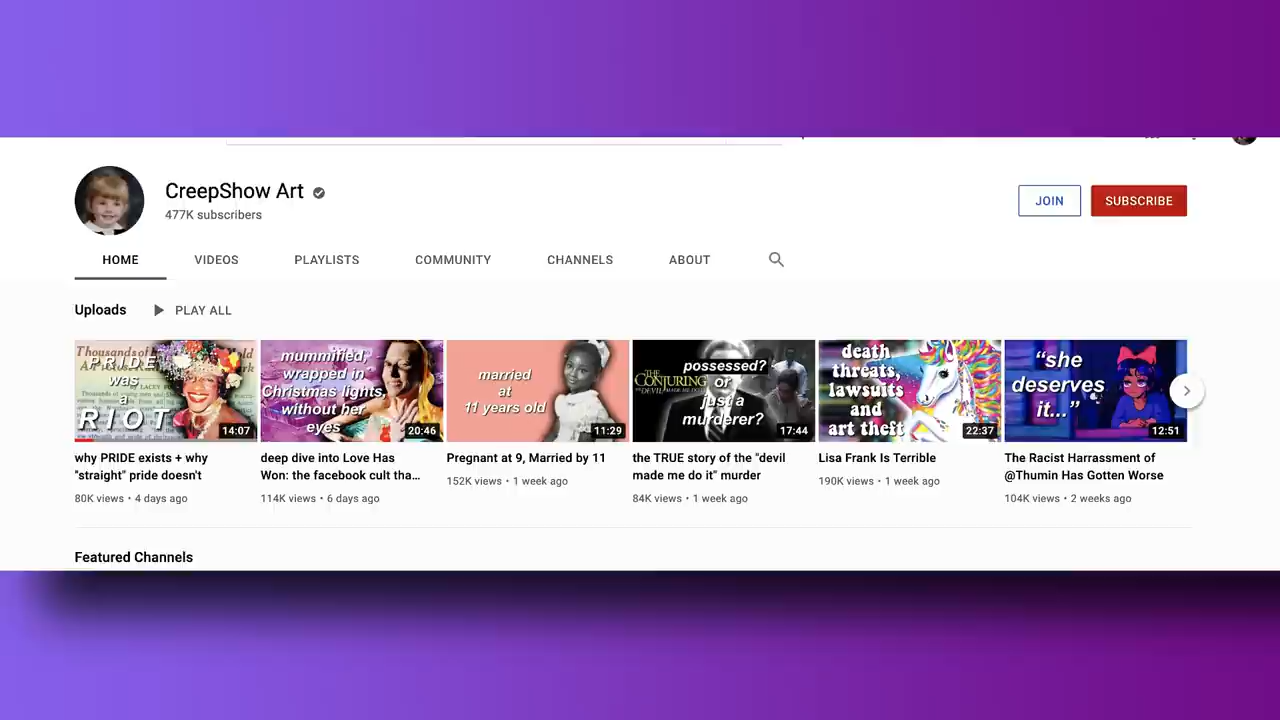 CreepShow Art
477K subscribers
JOIN
SUBSCRIBE
HOME
VIDEOS
PLAYLISTS
COMMUNITY
CHANNELS
ABOUT
Uploads
PLAY ALL
Thousands of
PRIDE
was
a
RIOT
14:07
mummified,
wrapped in
Christmas lights,
without her
eyes
20:46
married
at
11 years old
11:29
THE
CONJURING
possessed?
or
just a
murderer?
17:44
death
threats,
lawsuits
and
art theft
22:37
“she
deserves
it...”
12:51
why PRIDE exists + why
"straight" pride doesn't
80K views • 4 days ago
deep dive into Love Has
Won: the facebook cult tha...
114K views • 6 days ago
Pregnant at 9, Married by 11
152K views • 1 week ago
the TRUE story of the "devil
made me do it" murder
84K views • 1 week ago
Lisa Frank Is Terrible
190K views • 1 week ago
The Racist Harrassment of
@Thumin Has Gotten Worse
104K views • 2 weeks ago
Featured Channels